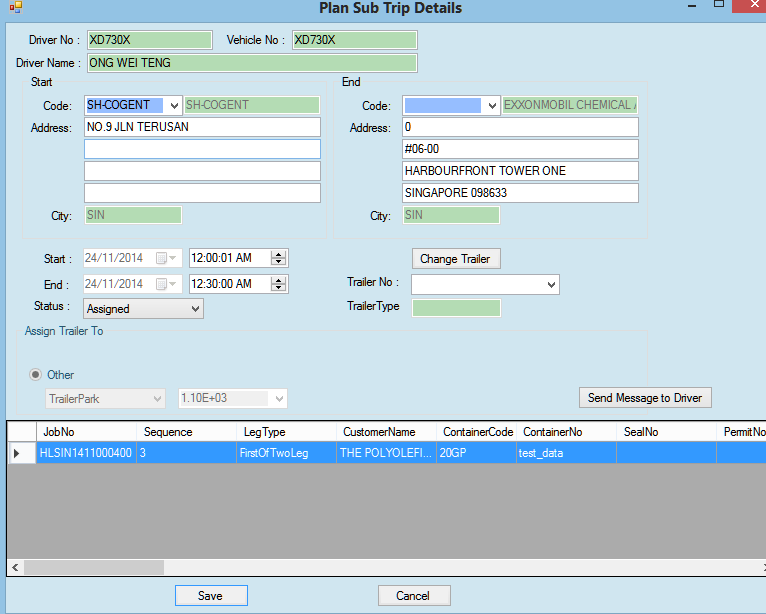 Plan Sub Trip Details
Driver No : XD730X Vehicle No : XD730X
Driver Name : ONG WEI TENG
Start End
Code: SH-COGENT SH-COGENT Code: EXXONMOBIL CHEMICAL
Address: NO.9 JLN TERUSAN Address: 0
#06-00
HARBOURFRONT TOWER ONE
SINGAPORE 098633
City: SIN City: SIN
Start : 24/11/2014 12:00:01 AM Change Trailer
End : 24/11/2014 12:30:00 AM Trailer No :
Status : Assigned TrailerType
Assign Trailer To
Other
TrailerPark 1.10E+03 Send Message to Driver
JobNo Sequence LegType CustomerName ContainerCode ContainerNo SealNo PermitNo
HLSIN1411000400 3 FirstOfTwoLeg THE POLYOLEFI... 20GP test_data
Save Cancel